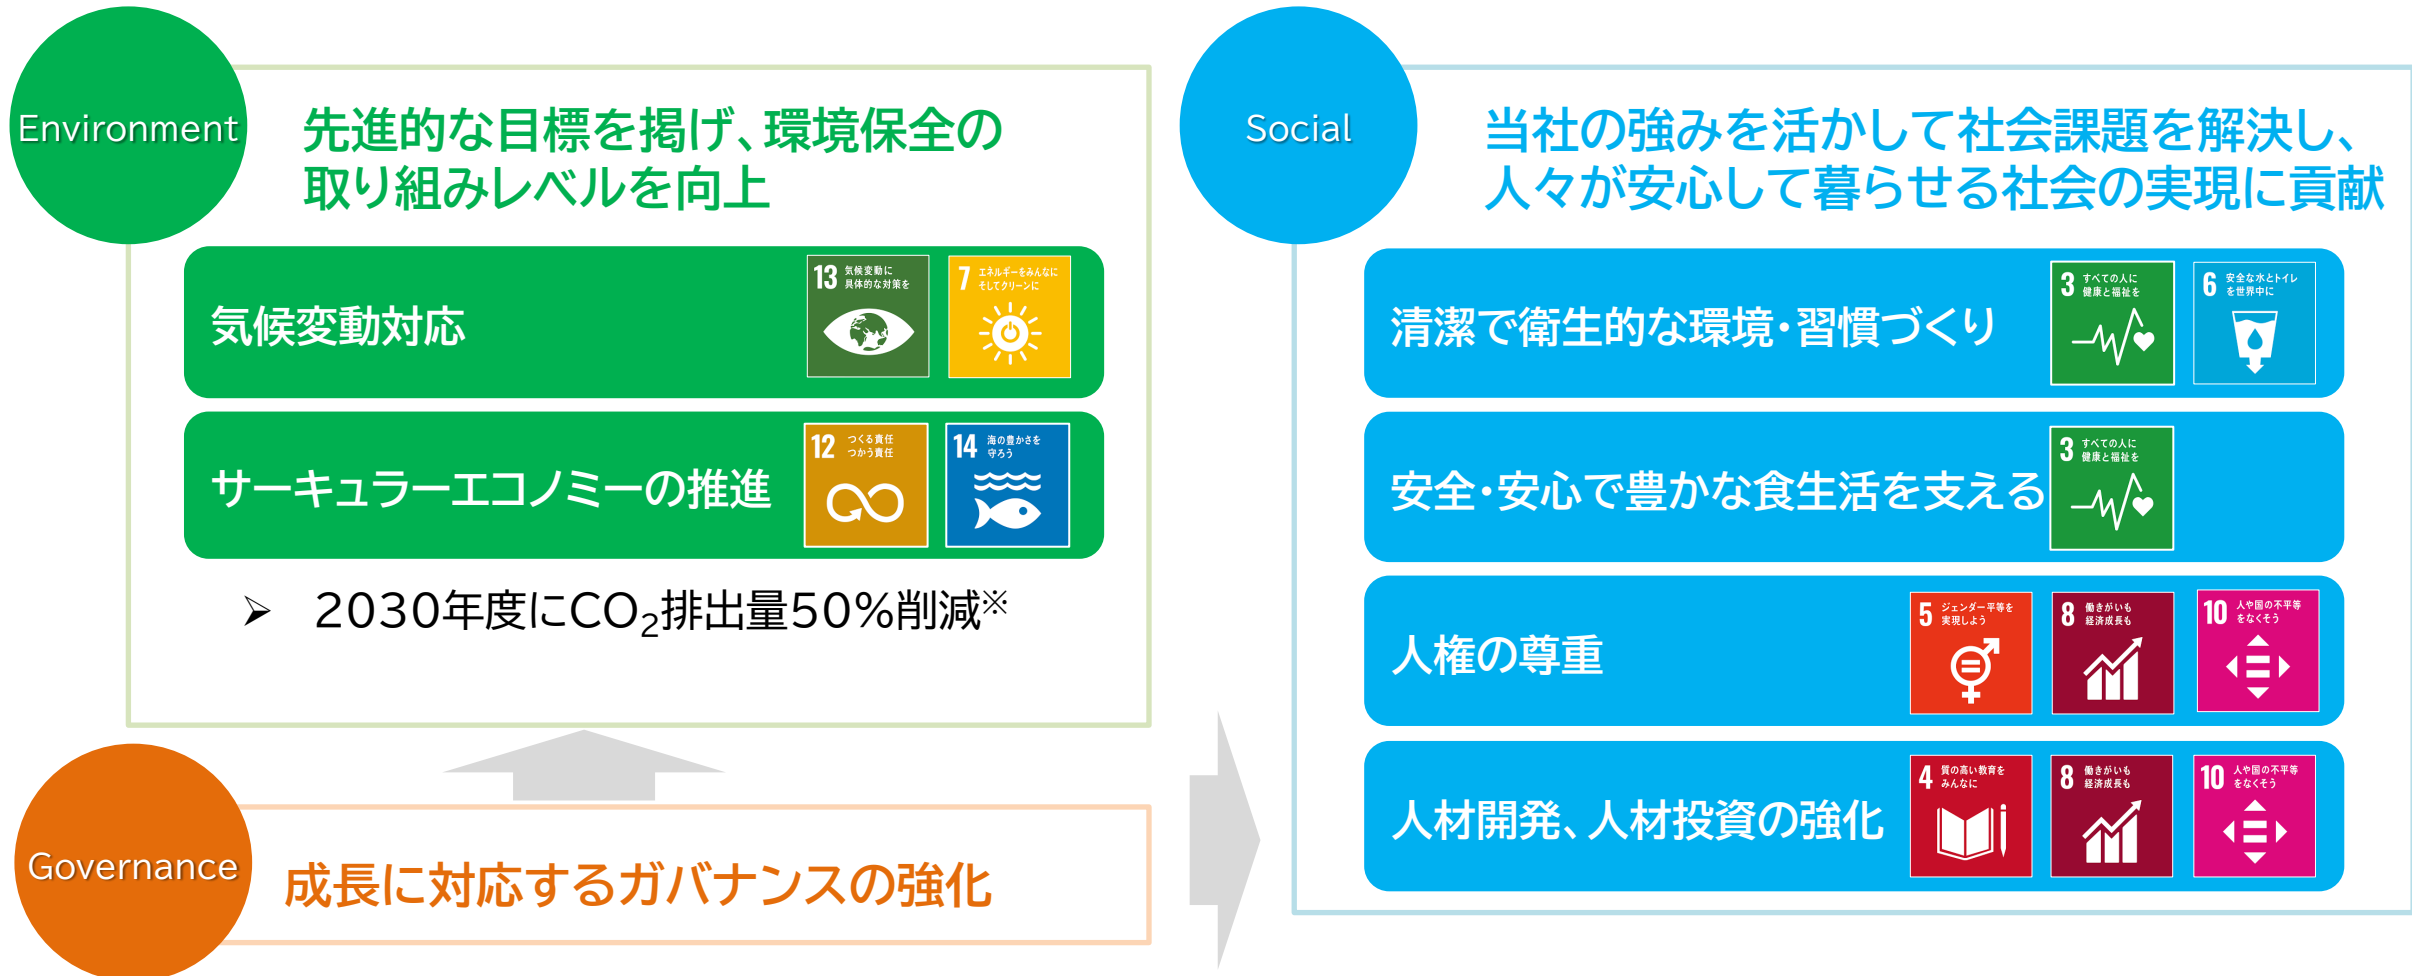 Environment
先進的な目標を掲げ、環境保全の
取り組みレベルを向上
気候変動対応
13 気候変動に
具体的な対策を
7 エネルギーをみんなに
そしてクリーンに
サーキュラーエコノミーの推進
12 つくる責任
つかう責任
14 海の豊かさを
守ろう
➢ 2030年度にCO₂排出量50%削減※
Governance
成長に対応するガバナンスの強化
Social
当社の強みを活かして社会課題を解決し、
人々が安心して暮らせる社会の実現に貢献
清潔で衛生的な環境・習慣づくり
3 すべての人に
健康と福祉を
6 安全な水とトイレ
を世界中に
安全・安心で豊かな食生活を支える
3 すべての人に
健康と福祉を
人権の尊重
5 ジェンダー平等を
実現しよう
8 働きがいも
経済成長も
10 人や国の不平等
をなくそう
人材開発、人材投資の強化
4 質の高い教育を
みんなに
8 働きがいも
経済成長も
10 人や国の不平等
をなくそう